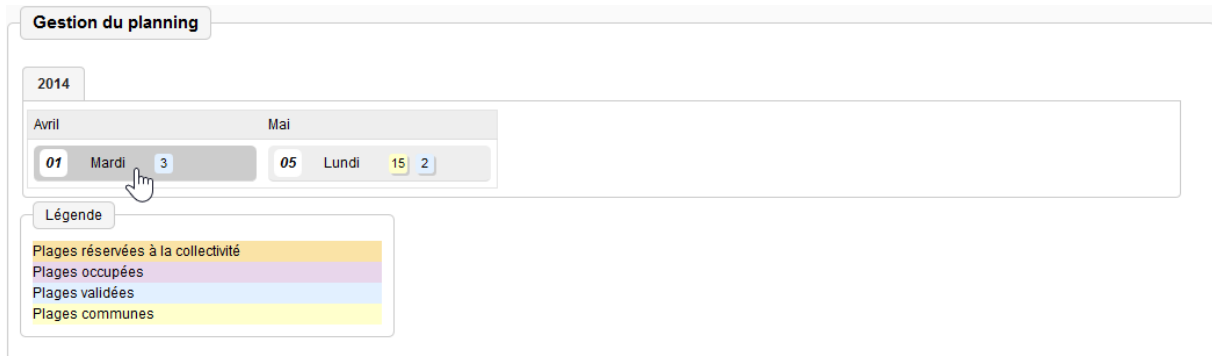 Gestion du planning
2014
Avril Mai
01 Mardi 3 05 Lundi 15 2
Légende
Plages réservées à la collectivité
Plages occupées
Plages validées
Plages communes